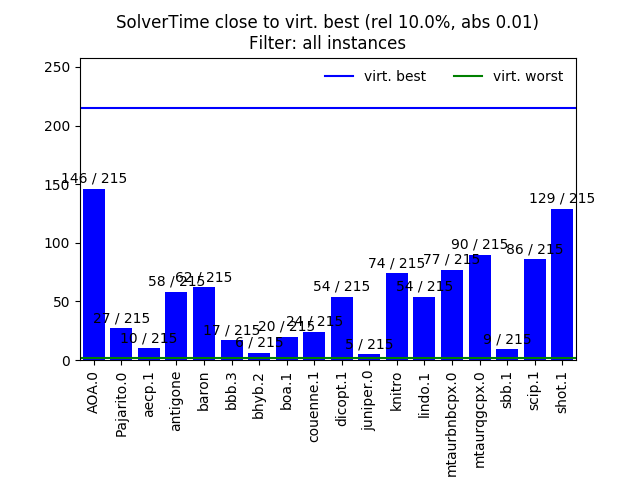 SolverTime close to virt. best (rel 10.0%, abs 0.01)
Filter: all instances
virt. best
virt. worst
250
200
150
100
50
0
146 / 215
27 / 215
10 / 215
58 / 215
62 / 215
17 / 215
6 / 215
20 / 215
24 / 215
54 / 215
5 / 215
74 / 215
54 / 215
77 / 215
90 / 215
9 / 215
86 / 215
129 / 215
AOA.0
Pajarito.0
aecp.1
antigone
baron
bbb.3
bhyb.2
boa.1
couenne.1
dicopt.1
juniper.0
knitro
lindo.1
mtaurbnbcpx.0
mtaurqgcpx.0
sbb.1
scip.1
shot.1